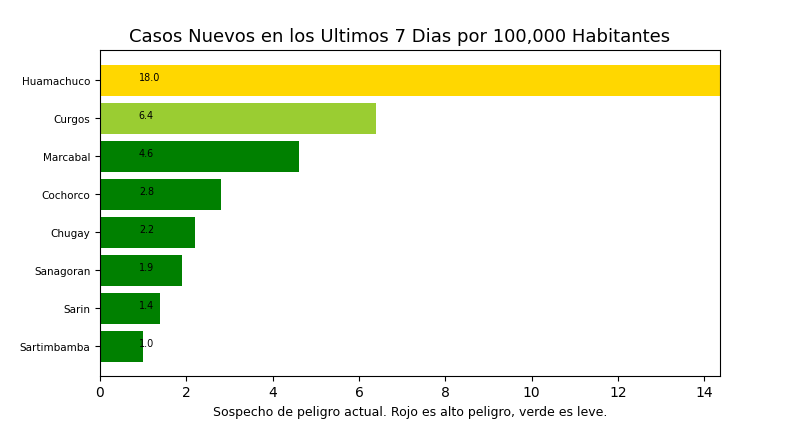 Casos Nuevos en los Ultimos 7 Dias por 100,000 Habitantes
Huamachuco 18.0
Curgos 6.4
Marcabal 4.6
Cochorco 2.8
Chugay 2.2
Sanagoran 1.9
Sarin 1.4
Sartimbamba 1.0
0 2 4 6 8 10 12 14
Sospecho de peligro actual. Rojo es alto peligro, verde es leve.